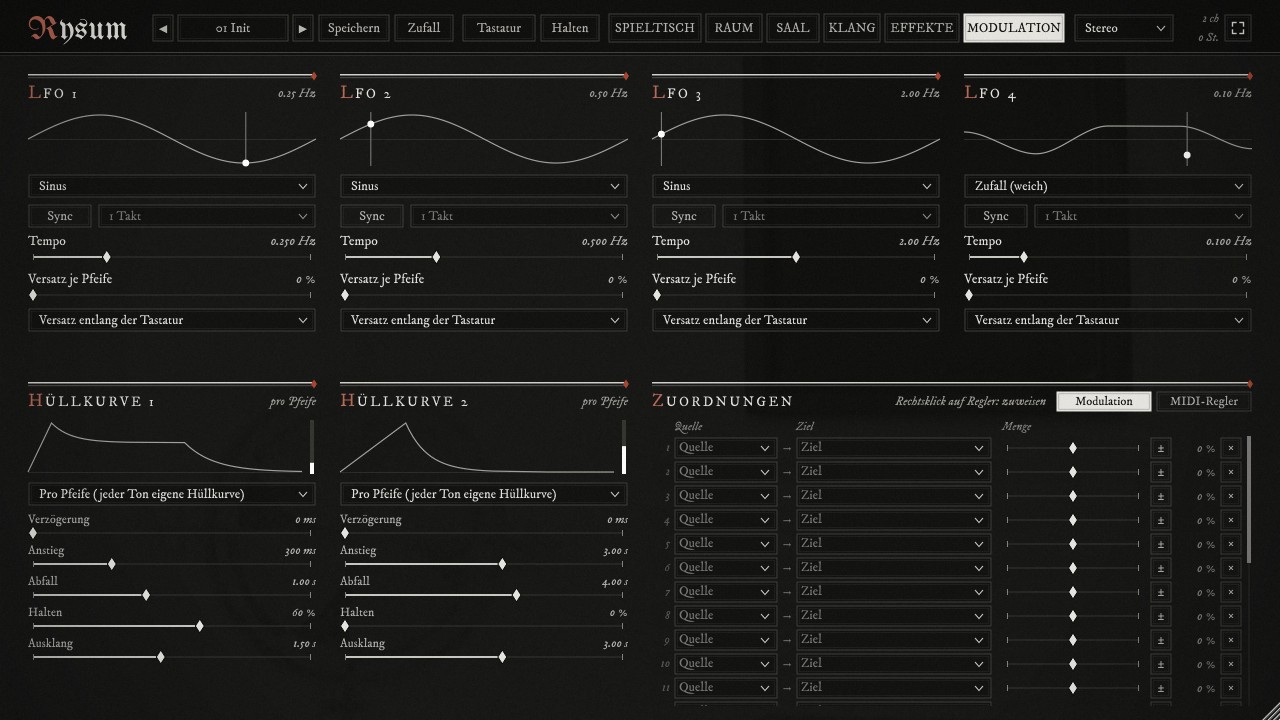 Rysum ◀ 01 Init ▶ Speichern Zufall Tastatur Halten SPIELTISCH RAUM SAAL KLANG EFFEKTE MODULATION Stereo 2 ch
0 St.
LFO 1 0.25 Hz LFO 2 0.50 Hz LFO 3 2.00 Hz LFO 4 0.10 Hz
Sinus Sinus Sinus Zufall (weich)
Sync 1 Takt Sync 1 Takt Sync 1 Takt Sync 1 Takt
Tempo 0.250 Hz Tempo 0.500 Hz Tempo 2.00 Hz Tempo 0.100 Hz
Versatz je Pfeife 0 % Versatz je Pfeife 0 % Versatz je Pfeife 0 % Versatz je Pfeife 0 %
Versatz entlang der Tastatur Versatz entlang der Tastatur Versatz entlang der Tastatur Versatz entlang der Tastatur
HÜLLKURVE 1 pro Pfeife HÜLLKURVE 2 pro Pfeife ZUORDNUNGEN Rechtsklick auf Regler: zuweisen Modulation MIDI-Regler
Pro Pfeife (jeder Ton eigene Hüllkurve) Pro Pfeife (jeder Ton eigene Hüllkurve)
Verzögerung 0 ms Verzögerung 0 ms
Anstieg 300 ms Anstieg 3.00 s
Abfall 1.00 s Abfall 4.00 s
Halten 60 % Halten 0 %
Ausklang 1.50 s Ausklang 3.00 s
Quelle Ziel Menge
1 Quelle → Ziel ± 0 % ×
2 Quelle → Ziel ± 0 % ×
3 Quelle → Ziel ± 0 % ×
4 Quelle → Ziel ± 0 % ×
5 Quelle → Ziel ± 0 % ×
6 Quelle → Ziel ± 0 % ×
7 Quelle → Ziel ± 0 % ×
8 Quelle → Ziel ± 0 % ×
9 Quelle → Ziel ± 0 % ×
10 Quelle → Ziel ± 0 % ×
11 Quelle → Ziel ± 0 % ×